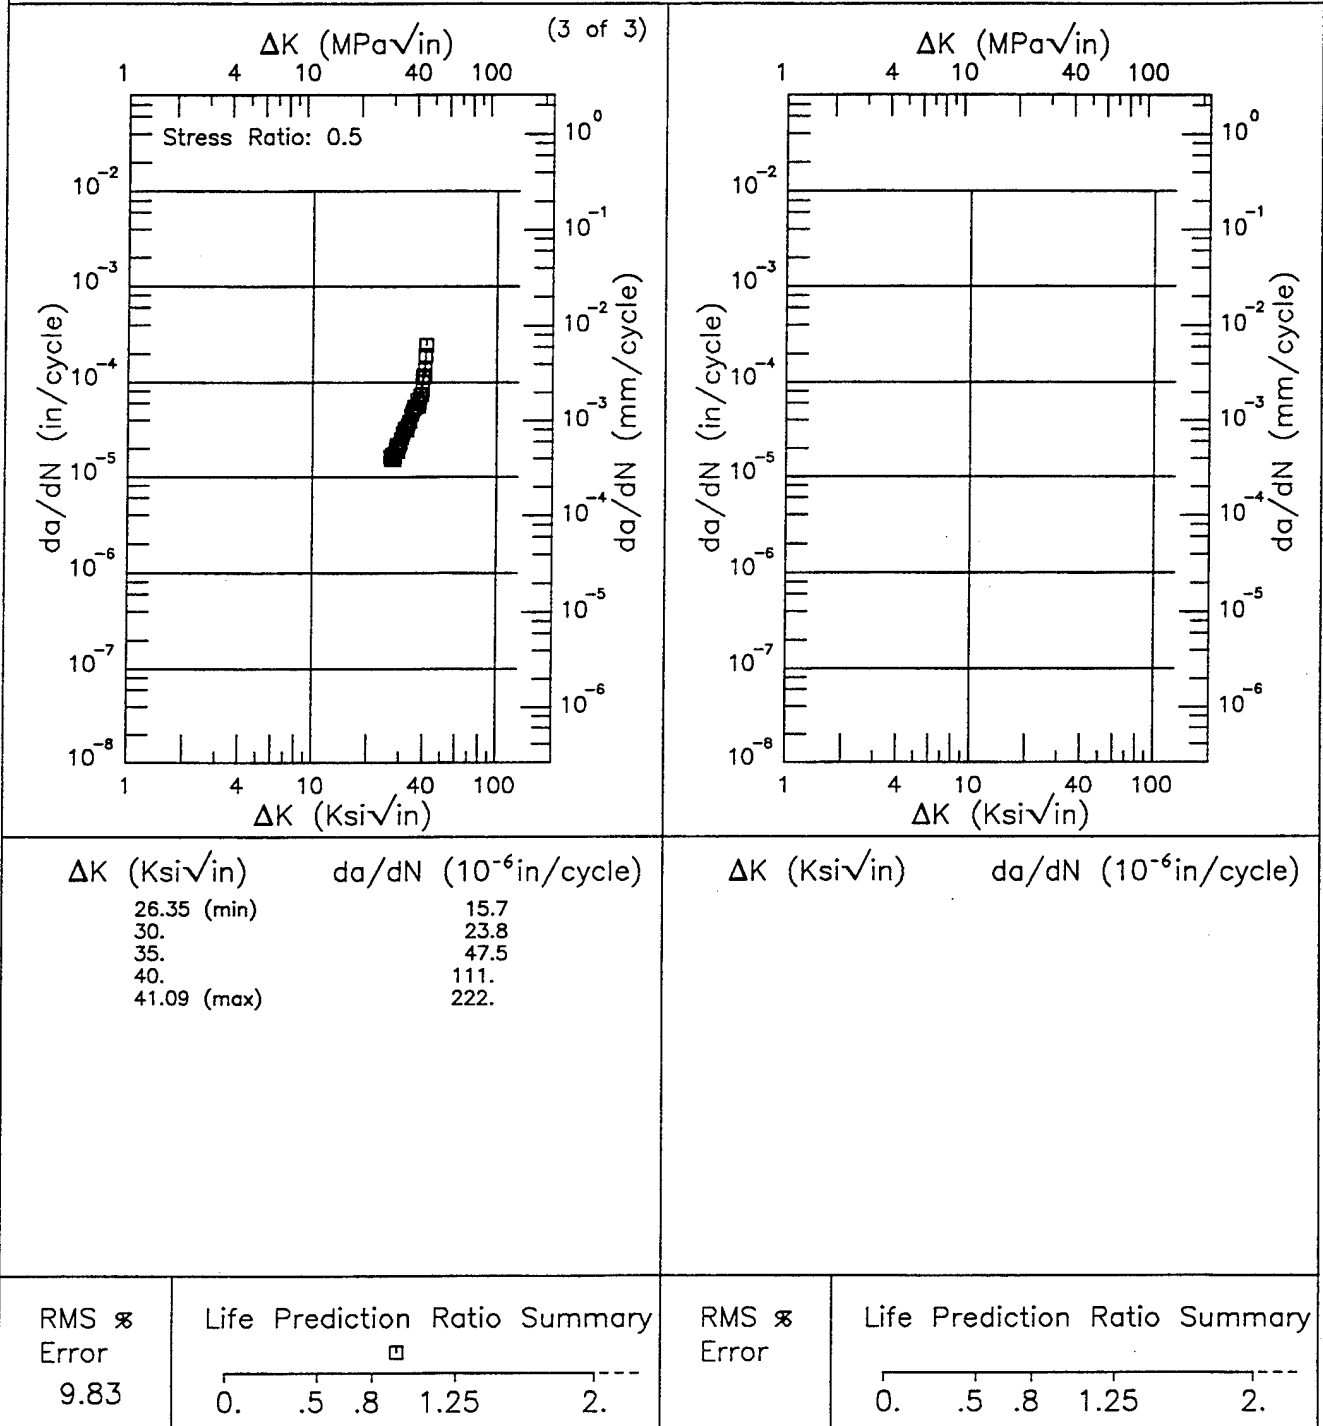 (3 of 3)
ΔK (MPa√in)
1 4 10 40 100
Stress Ratio: 0.5
10⁻²
10⁻³
10⁻⁴
10⁻⁵
10⁻⁶
10⁻⁷
10⁻⁸
da/dN (in/cycle)
10⁰
10⁻¹
10⁻²
10⁻³
10⁻⁴
10⁻⁵
10⁻⁶
da/dN (mm/cycle)
1 4 10 40 100
ΔK (Ksi√in)
ΔK (MPa√in)
1 4 10 40 100
10⁻²
10⁻³
10⁻⁴
10⁻⁵
10⁻⁶
10⁻⁷
10⁻⁸
da/dN (in/cycle)
10⁰
10⁻¹
10⁻²
10⁻³
10⁻⁴
10⁻⁵
10⁻⁶
da/dN (mm/cycle)
1 4 10 40 100
ΔK (Ksi√in)
ΔK (Ksi√in) da/dN (10⁻⁶in/cycle)
26.35 (min) 15.7
30. 23.8
35. 47.5
40. 111.
41.09 (max) 222.
ΔK (Ksi√in) da/dN (10⁻⁶in/cycle)
RMS %
Error
9.83
Life Prediction Ratio Summary
0. .5 .8 1.25 2.
RMS %
Error
Life Prediction Ratio Summary
0. .5 .8 1.25 2.